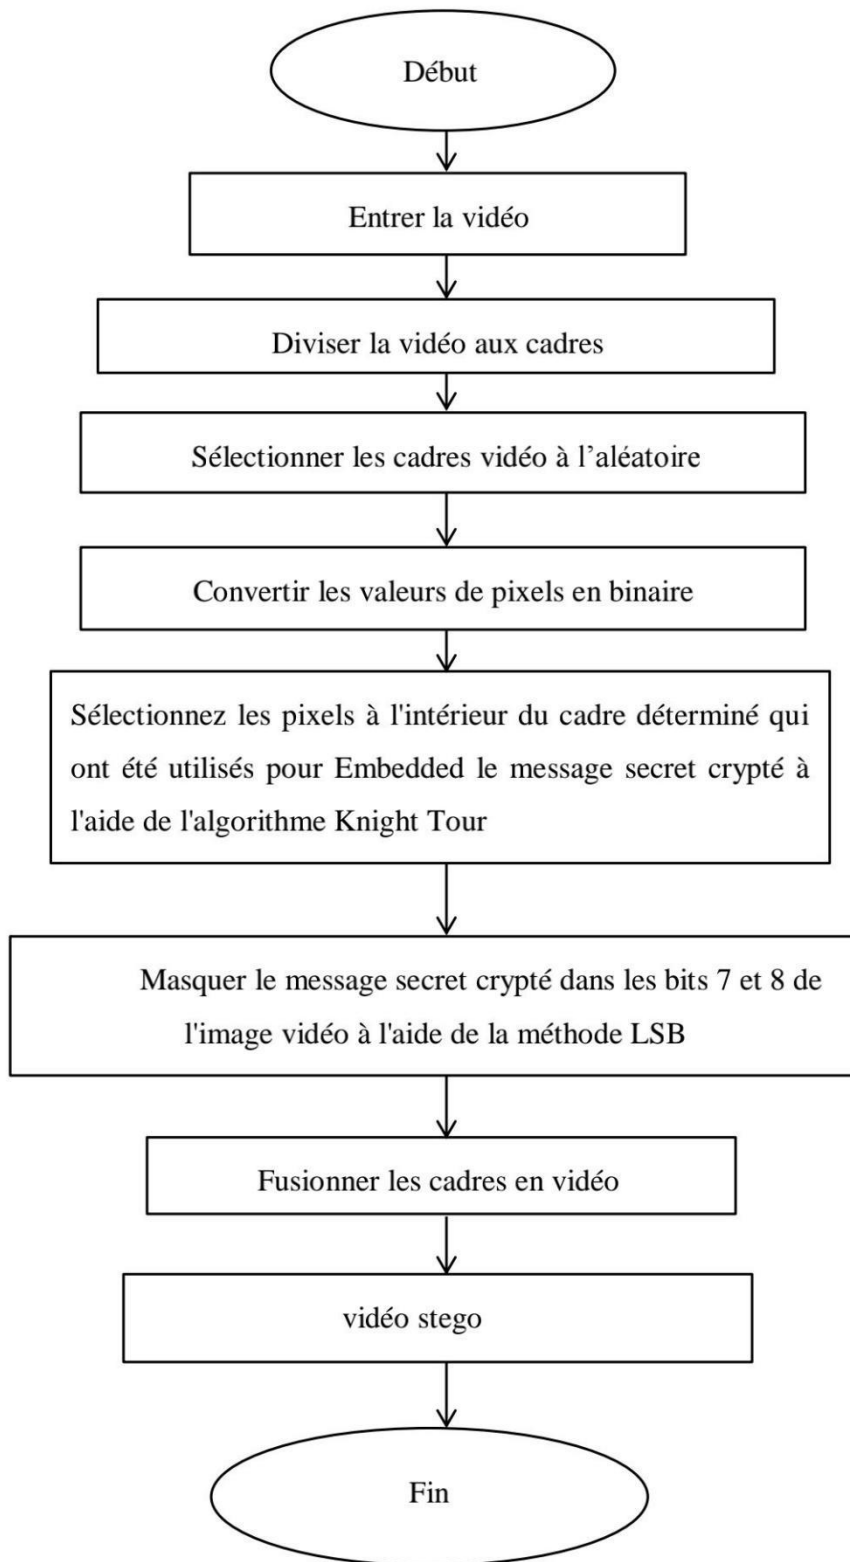 Début
Entrer la vidéo
Diviser la vidéo aux cadres
Sélectionner les cadres vidéo à l’aléatoire
Convertir les valeurs de pixels en binaire
Sélectionnez les pixels à l'intérieur du cadre déterminé qui
ont été utilisés pour Embedded le message secret crypté à
l'aide de l'algorithme Knight Tour
Masquer le message secret crypté dans les bits 7 et 8 de
l'image vidéo à l'aide de la méthode LSB
Fusionner les cadres en vidéo
vidéo stego
Fin